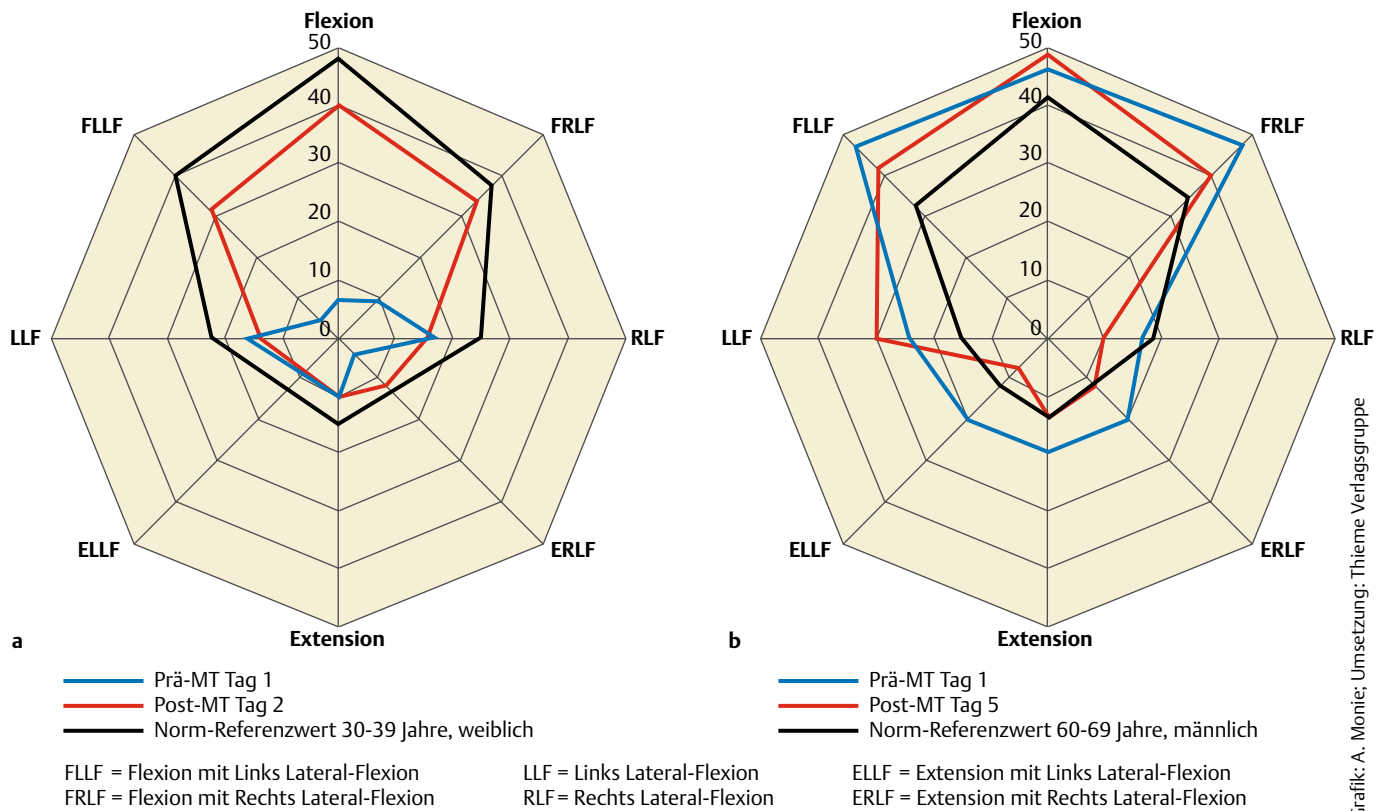 Flexion
50
40
30
20
10
0
FLLF
FRLF
LLF
RLF
ELLF
ERLF
Extension
a
Prä-MT Tag 1
Post-MT Tag 2
Norm-Referenzwert 30-39 Jahre, weiblich
Flexion
50
40
30
20
10
0
FLLF
FRLF
LLF
RLF
ELLF
ERLF
Extension
b
Prä-MT Tag 1
Post-MT Tag 5
Norm-Referenzwert 60-69 Jahre, männlich
FLLF = Flexion mit Links Lateral-Flexion
LLF = Links Lateral-Flexion
ELLF = Extension mit Links Lateral-Flexion
FRLF = Flexion mit Rechts Lateral-Flexion
RLF = Rechts Lateral-Flexion
ERLF = Extension mit Rechts Lateral-Flexion
Grafik: A. Monie; Umsetzung: Thieme Verlagsgruppe